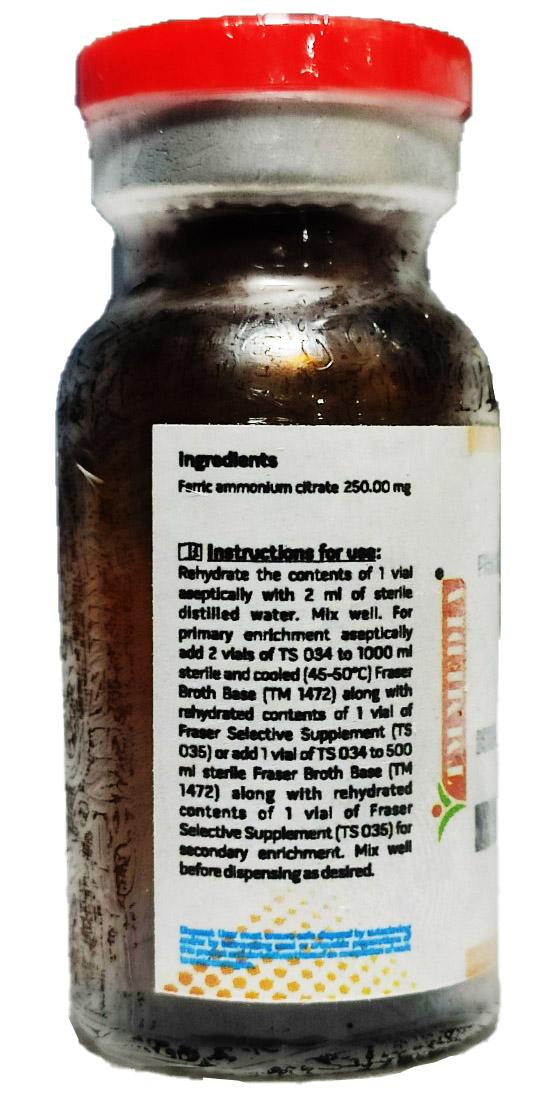 Ingredients
Ferric ammonium citrate 250.00 mg
Instructions for use:
Rehydrate the contents of 1 vial
aseptically with 2 ml of sterile
distilled water. Mix well. For
primary enrichment aseptically
add 2 vials of TS 034 to 1000 ml
sterile and cooled (45-50°C) Fraser
Broth Base (TM 1472) along with
rehydrated contents of 1 vial of
Fraser Selective Supplement (TS
035) or add 1 vial of TS 034 to 500
ml sterile Fraser Broth Base (TM
1472) along with rehydrated
contents of 1 vial of Fraser
Selective Supplement (TS 035) for
secondary enrichment. Mix well
before dispensing as desired.
TM MEDIA